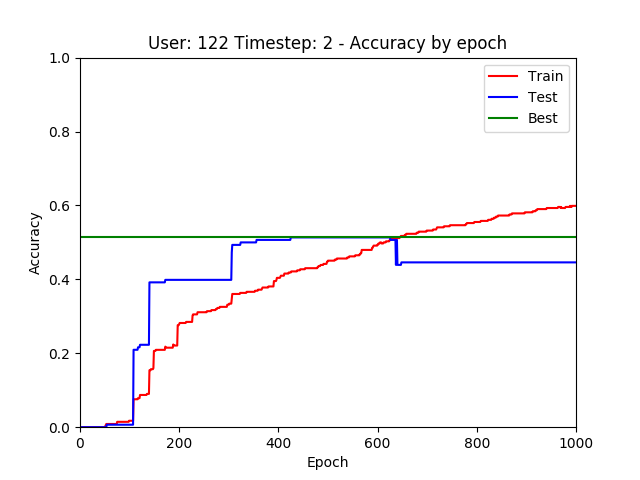 User: 122 Timestep: 2 - Accuracy by epoch
1.0
0.8
0.6
0.4
0.2
0.0
Accuracy
Train
Test
Best
0 200 400 600 800 1000
Epoch